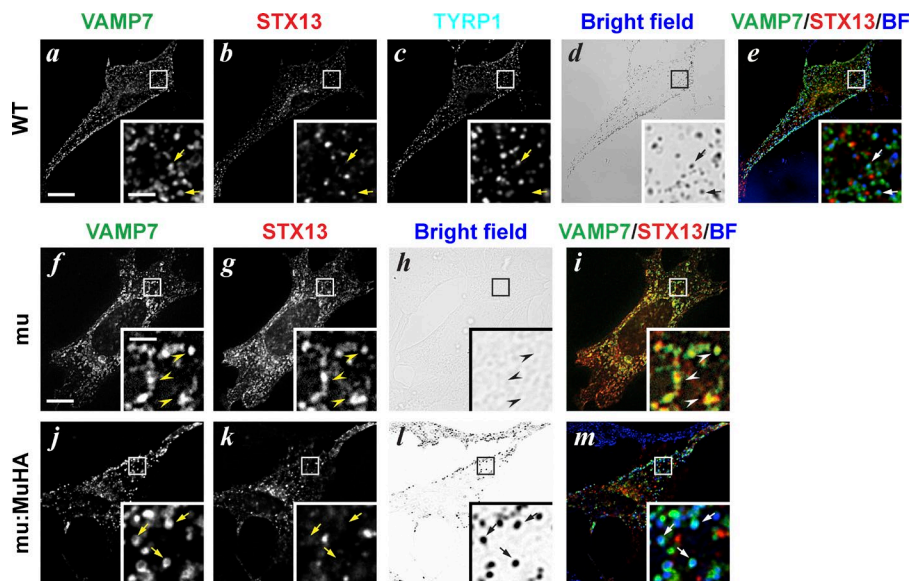 VAMP7 STX13 TYRP1 Bright field VAMP7/STX13/BF
WT
a b c d e
VAMP7 STX13 Bright field VAMP7/STX13/BF
mu
f g h i
mu:MuHA
j k l m